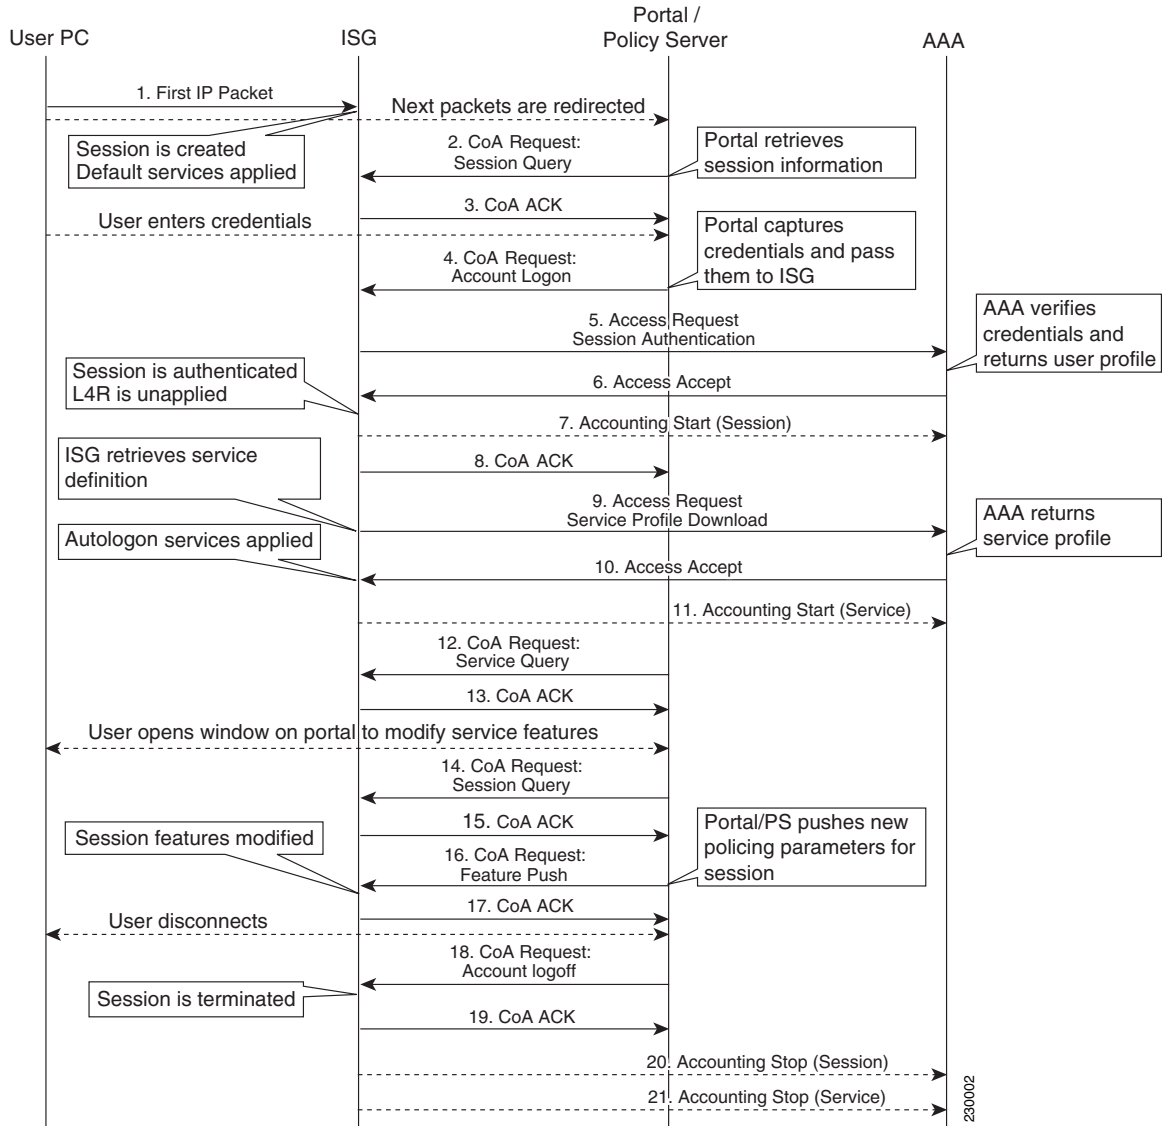 User PC
ISG
Portal /
Policy Server
AAA
1. First IP Packet
Next packets are redirected
Session is created
Default services applied
2. CoA Request:
Session Query
Portal retrieves
session information
3. CoA ACK
User enters credentials
Portal captures
credentials and pass
them to ISG
4. CoA Request:
Account Logon
5. Access Request
Session Authentication
AAA verifies
credentials and
returns user profile
Session is authenticated
L4R is unapplied
6. Access Accept
7. Accounting Start (Session)
ISG retrieves service
definition
8. CoA ACK
9. Access Request
Service Profile Download
AAA returns
service profile
Autologon services applied
10. Access Accept
11. Accounting Start (Service)
12. CoA Request:
Service Query
13. CoA ACK
User opens window on portal to modify service features
14. CoA Request:
Session Query
15. CoA ACK
Portal/PS pushes new
policing parameters for
session
Session features modified
16. CoA Request:
Feature Push
17. CoA ACK
User disconnects
18. CoA Request:
Account logoff
Session is terminated
19. CoA ACK
20. Accounting Stop (Session)
21. Accounting Stop (Service)
230002